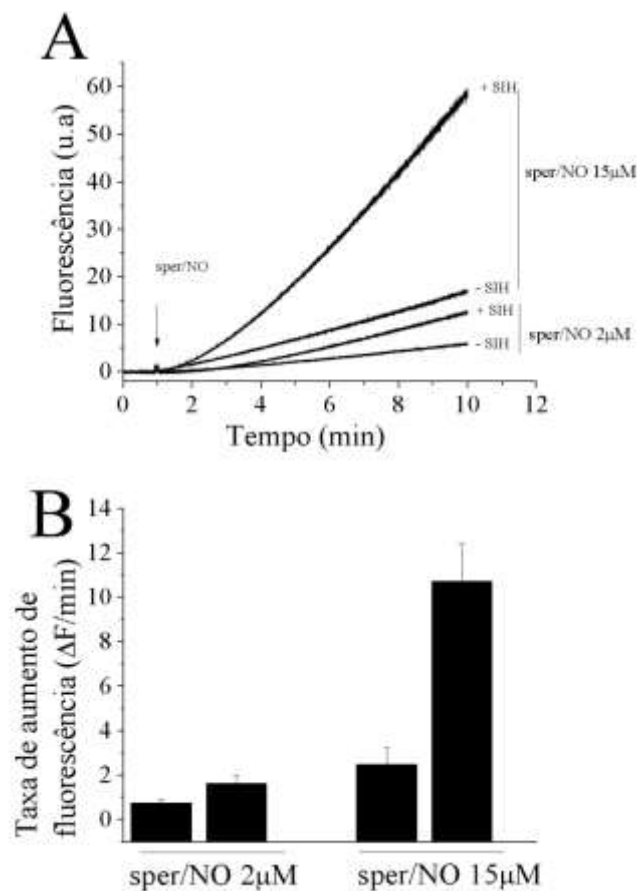 A
Fluorescência (u.a)
60
50
40
30
20
10
0
sper/NO
+ SIH
sper/NO 15µM
- SIH
+ SIH
sper/NO 2µM
- SIH
0 2 4 6 8 10 12
Tempo (min)
B
Taxa de aumento de
fluorescência (ΔF/min)
14
12
10
8
6
4
2
0
sper/NO 2µM sper/NO 15µM